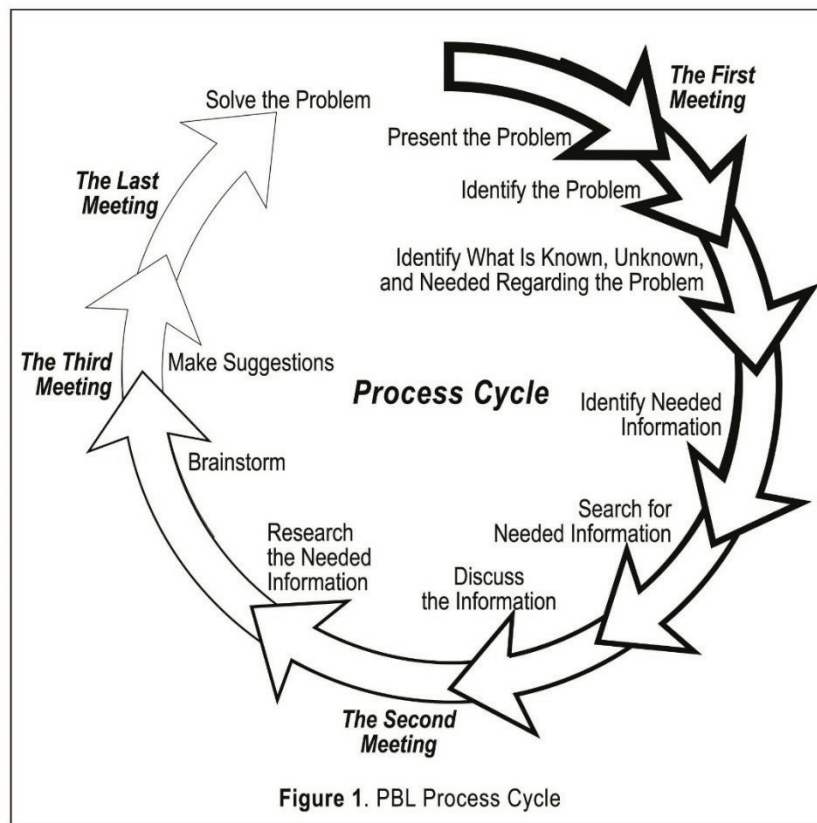 The First
Meeting
Present the Problem
Identify the Problem
Identify What Is Known, Unknown,
and Needed Regarding the Problem
Identify Needed
Information
Search for
Needed Information
Discuss
the Information
The Second
Meeting
Research
the Needed
Information
Brainstorm
The Third
Meeting
Make Suggestions
The Last
Meeting
Solve the Problem
Process Cycle
Figure 1. PBL Process Cycle